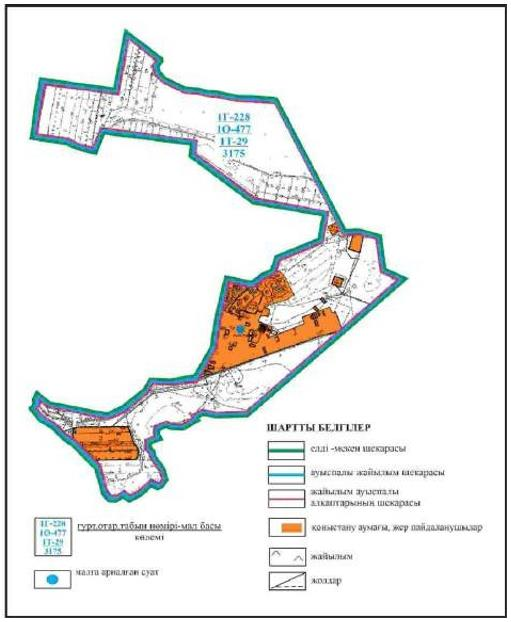 1Г-228
1О-477
1Т-29
3175
ШАРТТЫ БЕЛГІЛЕР
елді -мекен шекарасы
ауыспалы жайылым шекарасы
жайылым ауыспалы
алқаптарының шекарасы
қоныстану аумағы, жер пайдаланушылар
жайылым
жолдар
1Г-228
1О-477
1Т-29
3175
гурт,отар,табын нөмірі-мал басы
көлемі
малға арналған суат